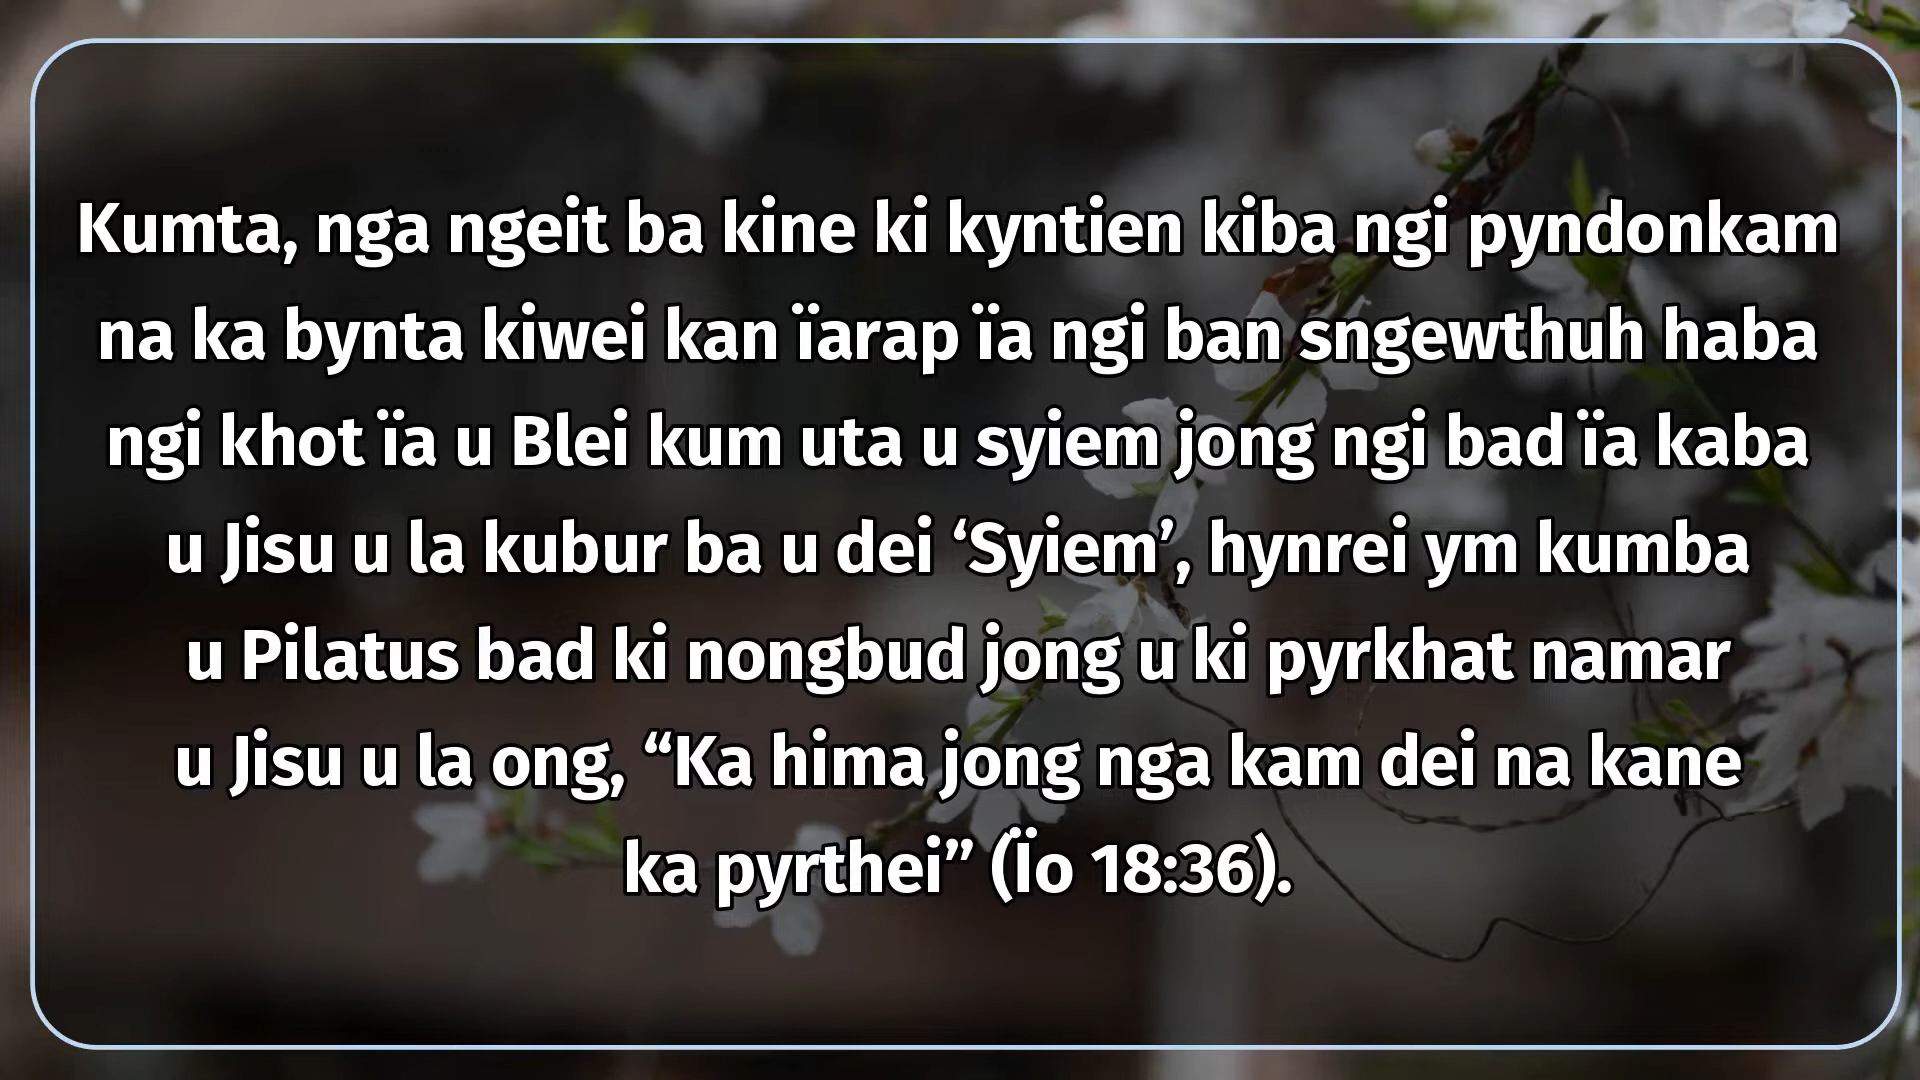 Kumta, nga ngeit ba kine ki kyntien kiba ngi pyndonkam
na ka bynta kiwei kan ïarap ïa ngi ban sngewthuh haba
ngi khot ïa u Blei kum uta u syiem jong ngi bad ïa kaba
u Jisu u la kubur ba u dei ‘Syiem’, hynrei ym kumba
u Pilatus bad ki nongbud jong u ki pyrkhat namar
u Jisu u la ong, “Ka hima jong nga kam dei na kane
ka pyrthei” (Ïo 18:36).